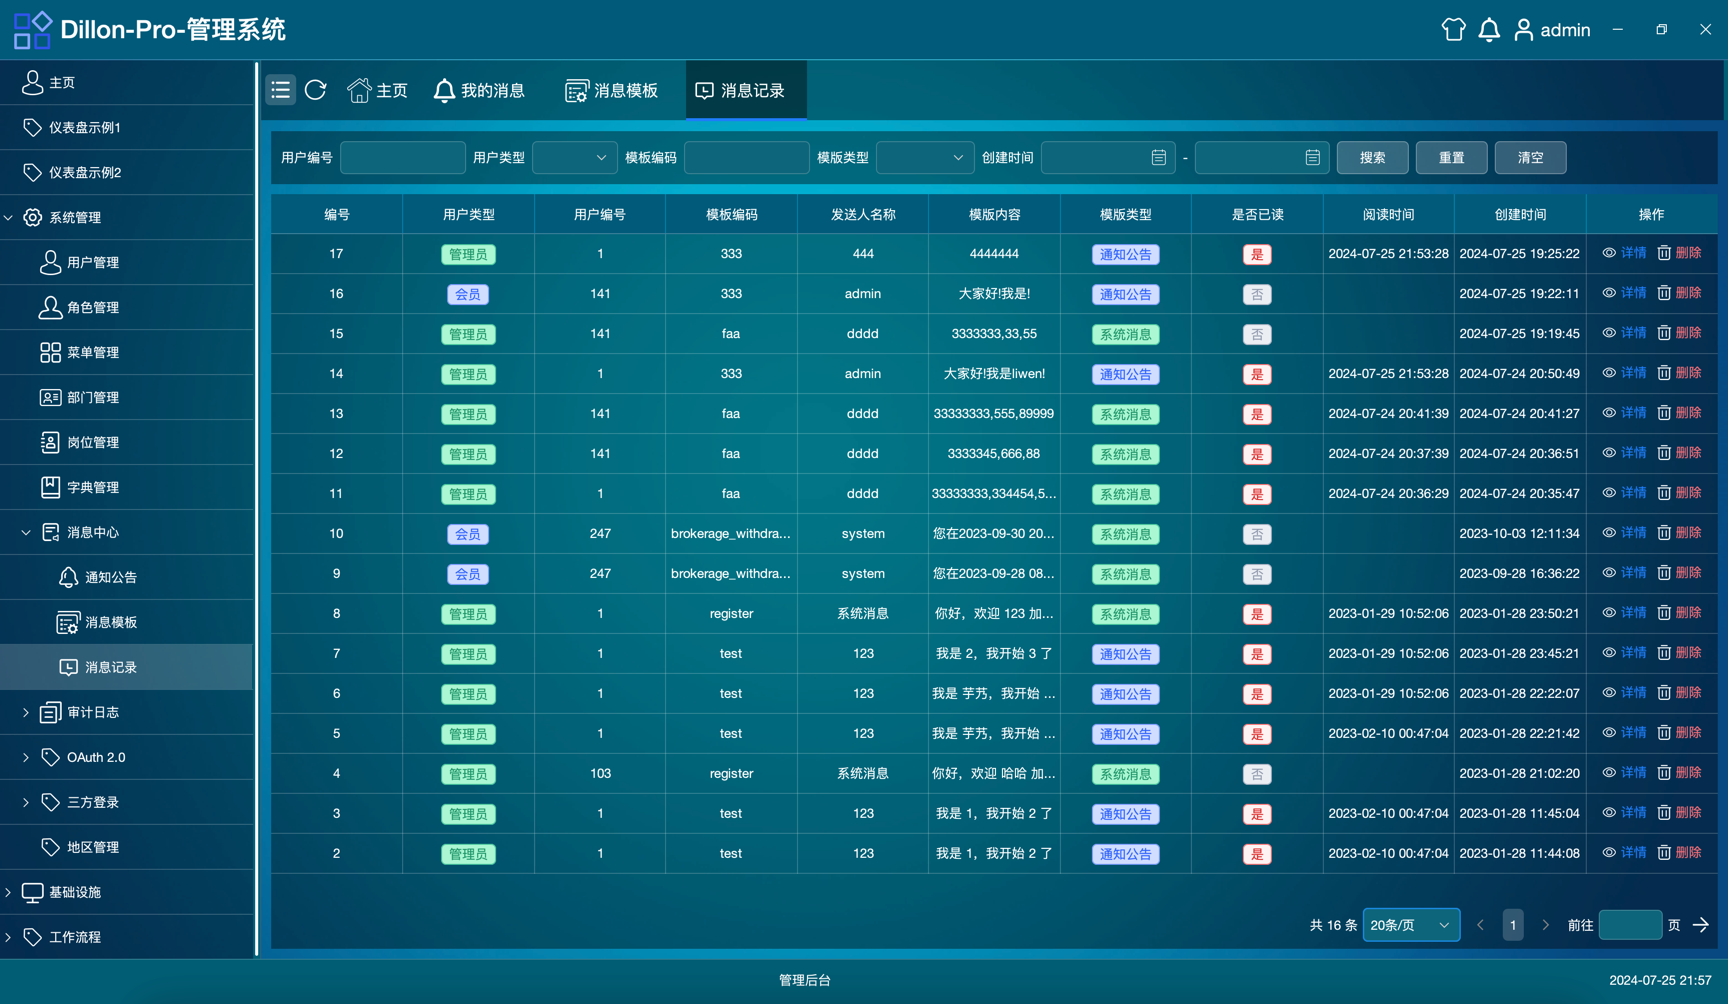 Dillon-Pro-管理系统
admin
主页
仪表盘示例1
仪表盘示例2
系统管理
用户管理
角色管理
菜单管理
部门管理
岗位管理
字典管理
消息中心
通知公告
消息模板
消息记录
审计日志
OAuth 2.0
三方登录
地区管理
基础设施
工作流程
主页 我的消息 消息模板 消息记录
用户编号 用户类型 模板编码 模版类型 创建时间 - 搜索 重置 清空
编号 用户类型 用户编号 模板编码 发送人名称 模版内容 模版类型 是否已读 阅读时间 创建时间 操作
17 管理员 1 333 444 4444444 通知公告 是 2024-07-25 21:53:28 2024-07-25 19:25:22 详情 删除
16 会员 141 333 admin 大家好!我是! 通知公告 否 2024-07-25 19:22:11 详情 删除
15 管理员 141 faa dddd 3333333,33,55 系统消息 否 2024-07-25 19:19:45 详情 删除
14 管理员 1 333 admin 大家好!我是liwen! 通知公告 是 2024-07-25 21:53:28 2024-07-24 20:50:49 详情 删除
13 管理员 141 faa dddd 33333333,555,89999 系统消息 是 2024-07-24 20:41:39 2024-07-24 20:41:27 详情 删除
12 管理员 141 faa dddd 3333345,666,88 系统消息 是 2024-07-24 20:37:39 2024-07-24 20:36:51 详情 删除
11 管理员 1 faa dddd 33333333,334454,5... 系统消息 是 2024-07-24 20:36:29 2024-07-24 20:35:47 详情 删除
10 会员 247 brokerage_withdra... system 您在2023-09-30 20... 系统消息 否 2023-10-03 12:11:34 详情 删除
9 会员 247 brokerage_withdra... system 您在2023-09-28 08... 系统消息 否 2023-09-28 16:36:22 详情 删除
8 管理员 1 register 系统消息 你好，欢迎 123 加... 系统消息 是 2023-01-29 10:52:06 2023-01-28 23:50:21 详情 删除
7 管理员 1 test 123 我是 2，我开始 3 了 通知公告 是 2023-01-29 10:52:06 2023-01-28 23:45:21 详情 删除
6 管理员 1 test 123 我是 芋艿，我开始 ... 通知公告 是 2023-01-29 10:52:06 2023-01-28 22:22:07 详情 删除
5 管理员 1 test 123 我是 芋艿，我开始 ... 通知公告 是 2023-02-10 00:47:04 2023-01-28 22:21:42 详情 删除
4 管理员 103 register 系统消息 你好，欢迎 哈哈 加... 系统消息 否 2023-01-28 21:02:20 详情 删除
3 管理员 1 test 123 我是 1，我开始 2 了 通知公告 是 2023-02-10 00:47:04 2023-01-28 11:45:04 详情 删除
2 管理员 1 test 123 我是 1，我开始 2 了 通知公告 是 2023-02-10 00:47:04 2023-01-28 11:44:08 详情 删除
共 16 条 20条/页 1 前往 页
管理后台
2024-07-25 21:57